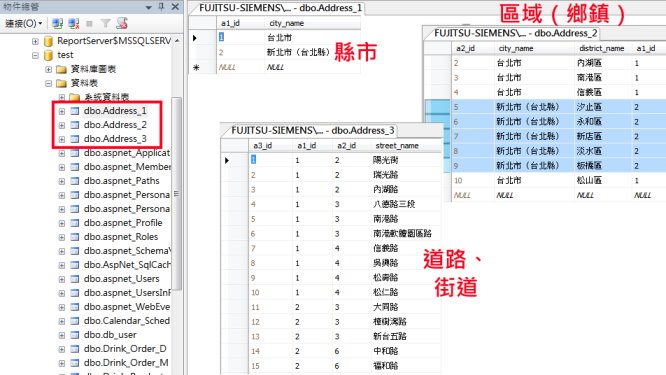 物件總管
連接(O)
ReportServer$MSSQLSERV
test
資料庫圖表
資料表
系統資料表
dbo.Address_1
dbo.Address_2
dbo.Address_3
dbo.aspnet_Applicat
dbo.aspnet_Member
dbo.aspnet_Paths
dbo.aspnet_Persona
dbo.aspnet_Persona
dbo.aspnet_Profile
dbo.aspnet_Roles
dbo.aspnet_SchemaV
dbo.AspNet_SqlCach
dbo.aspnet_Users
dbo.aspnet_UsersInR
dbo.aspnet_WebEve
dbo.Calendar_Sched
dbo.db_user
dbo.Drink_Order_D
dbo.Drink_Order_M
FUJITSU-SIEMENS\... - dbo.Address_1
a1_id city_name
1 台北市
2 新北市（台北縣）
NULL NULL
縣市
區域（鄉鎮）
FUJITSU-SIEMENS\... - dbo.Address_2
a2_id city_name district_name a1_id
2 台北市 內湖區 1
3 台北市 南港區 1
4 台北市 信義區 1
5 新北市（台北縣） 汐止區 2
6 新北市（台北縣） 永和區 2
7 新北市（台北縣） 新店區 2
8 新北市（台北縣） 淡水區 2
9 新北市（台北縣） 板橋區 2
10 台北市 松山區 1
NULL NULL NULL NULL
FUJITSU-SIEMENS\... - dbo.Address_3
a3_id a1_id a2_id street_name
1 1 2 陽光街
2 1 2 瑞光路
3 1 2 內湖路
4 1 3 八德路三段
5 1 3 南港路
6 1 3 南港軟體園區路
7 1 4 信義路
8 1 4 吳興路
9 1 4 松壽路
10 1 4 松仁路
11 2 3 大同路
12 2 3 樟樹灣路
13 2 3 新台五路
14 2 6 中和路
15 2 6 福和路
道路、
街道